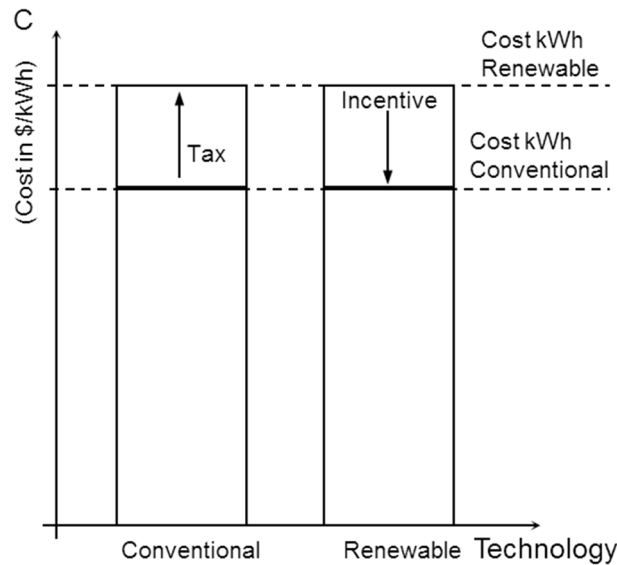 C
(Cost in $/kWh)
Cost kWh
Renewable
Incentive
Tax
Cost kWh
Conventional
Conventional
Renewable
Technology